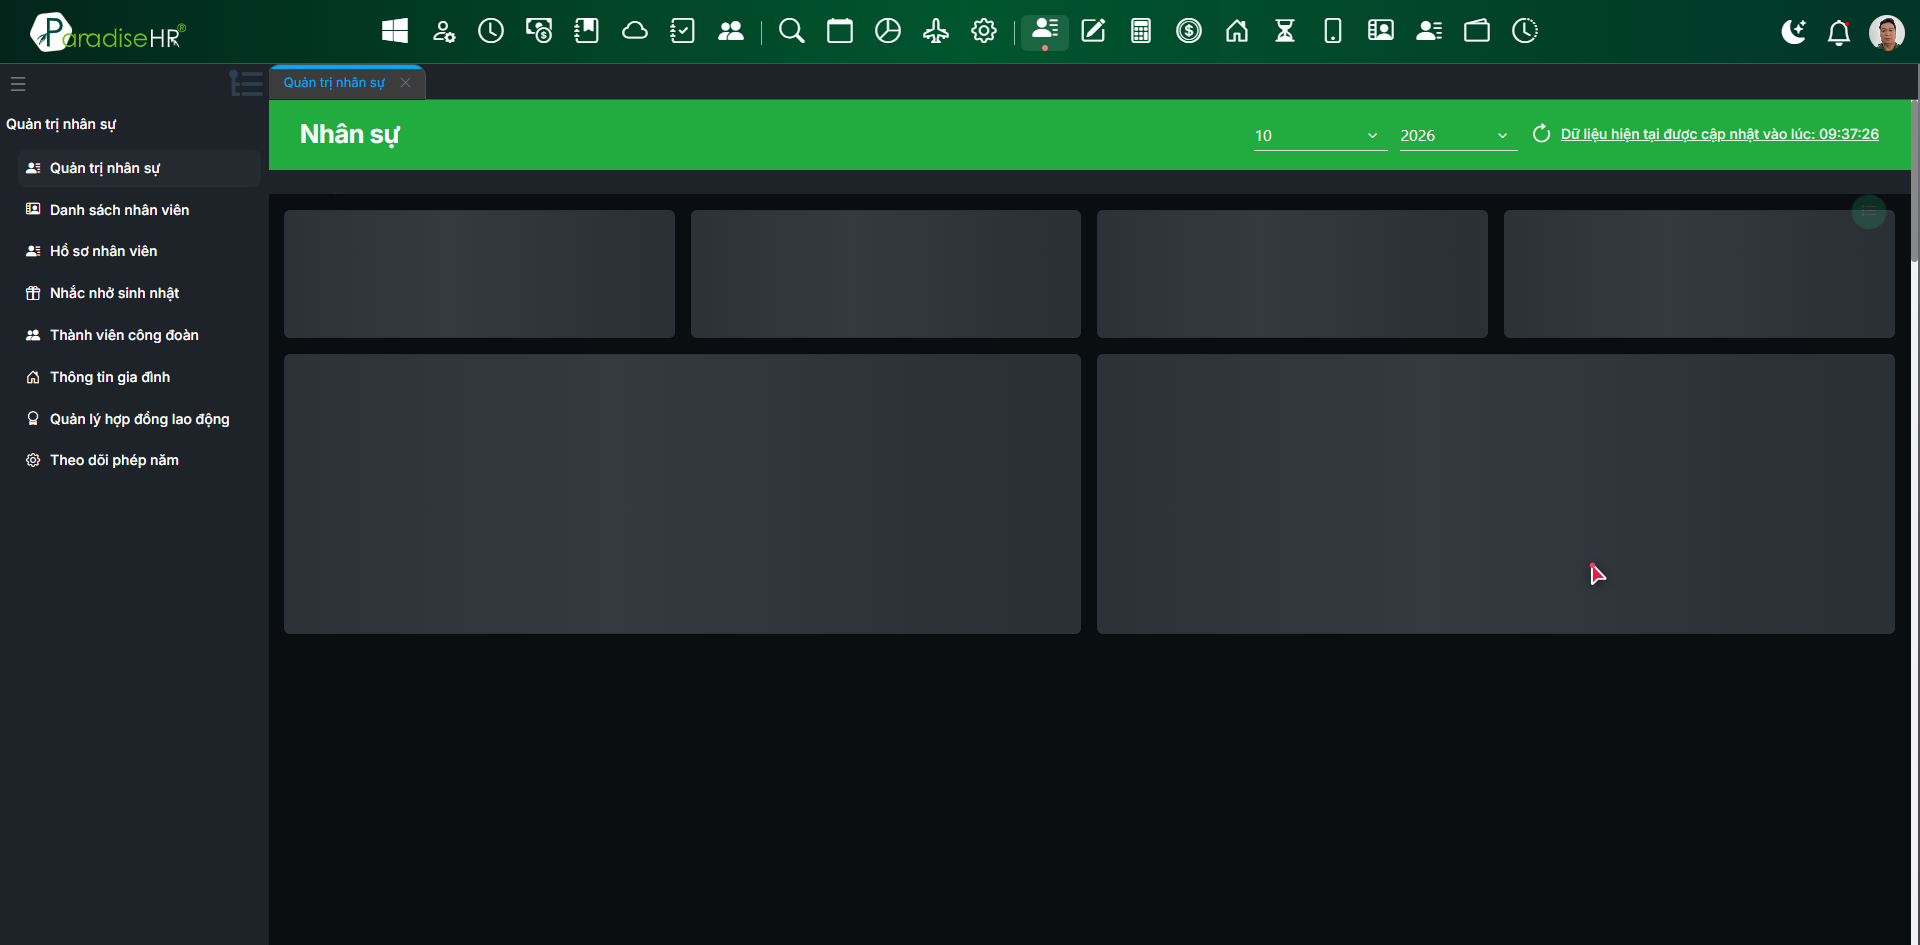 ParadiseHR®
Quản trị nhân sự
Quản trị nhân sự
Nhân sự
10
2026
Dữ liệu hiện tại được cập nhật vào lúc: 09:37:26
Quản trị nhân sự
Danh sách nhân viên
Hồ sơ nhân viên
Nhắc nhở sinh nhật
Thành viên công đoàn
Thông tin gia đình
Quản lý hợp đồng lao động
Theo dõi phép năm